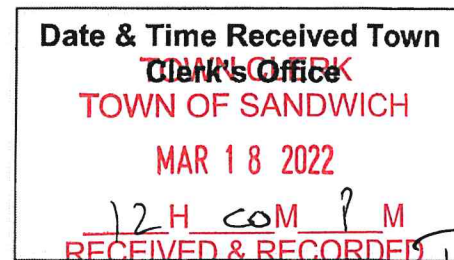 Date & Time Received Town
Clerk's Office
TOWN CLERK
TOWN OF SANDWICH
MAR 18 2022
12 H 00 M P M
RECEIVED & RECORDED